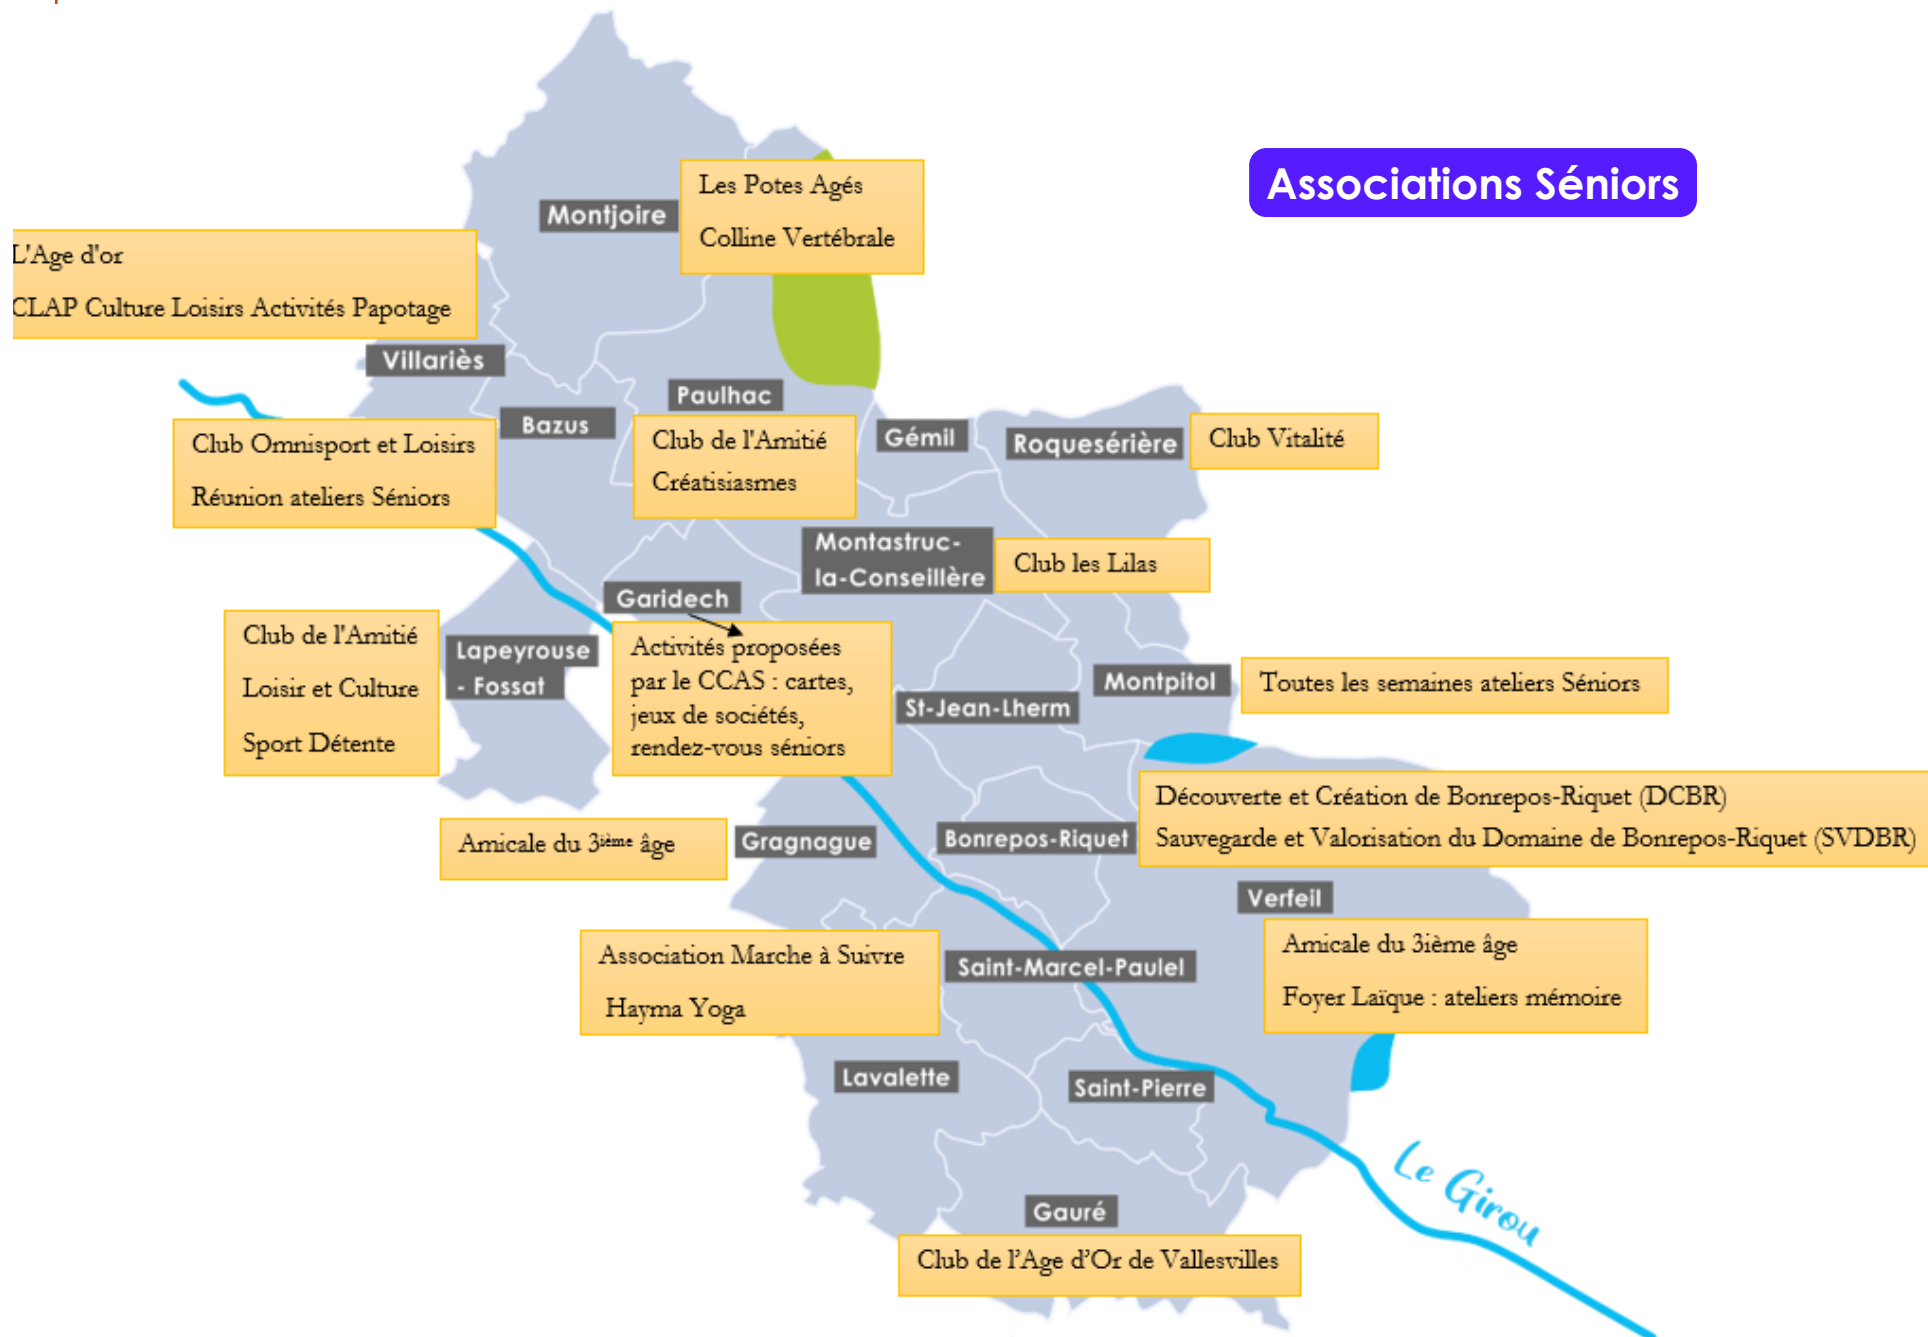 Associations Séniors
Montjoire
Les Potes Agés
Colline Vertébrale
L'Age d'or
CLAP Culture Loisirs Activités Papotage
Villariès
Bazus
Club Omnisport et Loisirs
Réunion ateliers Séniors
Paulhac
Club de l'Amitié
Créatisiasmes
Gémil
Roquesérière
Club Vitalité
Montastruc-
la-Conseillère
Club les Lilas
Garidech
Activités proposées
par le CCAS : cartes,
jeux de sociétés,
rendez-vous séniors
Club de l'Amitié
Loisir et Culture
Sport Détente
Lapeyrouse
- Fossat
St-Jean-Lherm
Montpitol
Toutes les semaines ateliers Séniors
Amicale du 3ième âge
Gragnague
Bonrepos-Riquet
Découverte et Création de Bonrepos-Riquet (DCBR)
Sauvegarde et Valorisation du Domaine de Bonrepos-Riquet (SVDBR)
Verfeil
Amicale du 3ième âge
Foyer Laïque : ateliers mémoire
Association Marche à Suivre
Hayma Yoga
Saint-Marcel-Paulel
Lavalette
Saint-Pierre
Le Girou
Gauré
Club de l’Age d’Or de Vallesvilles